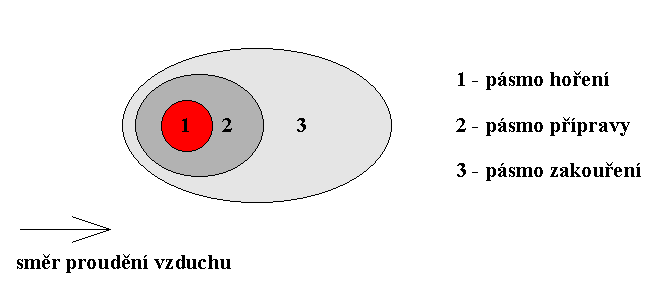 1 2 3
1 - pásmo hoření
2 - pásmo přípravy
3 - pásmo zakouření
směr proudění vzduchu